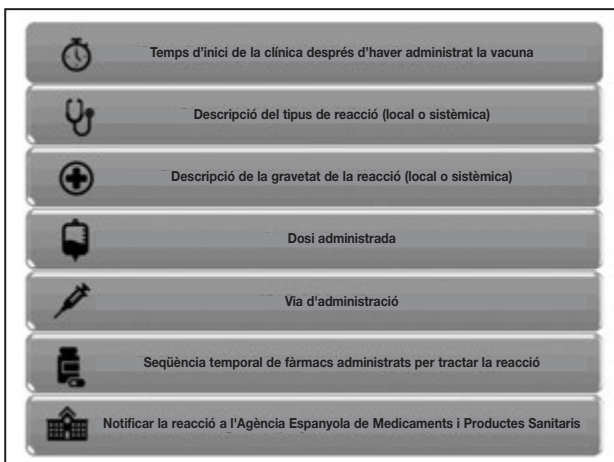 Temps d'inici de la clínica després d'haver administrat la vacuna
Descripció del tipus de reacció (local o sistèmica)
Descripció de la gravetat de la reacció (local o sistèmica)
Dosi administrada
Via d'administració
Seqüència temporal de fàrmacs administrats per tractar la reacció
Notificar la reacció a l'Agència Espanyola de Medicaments i Productes Sanitaris